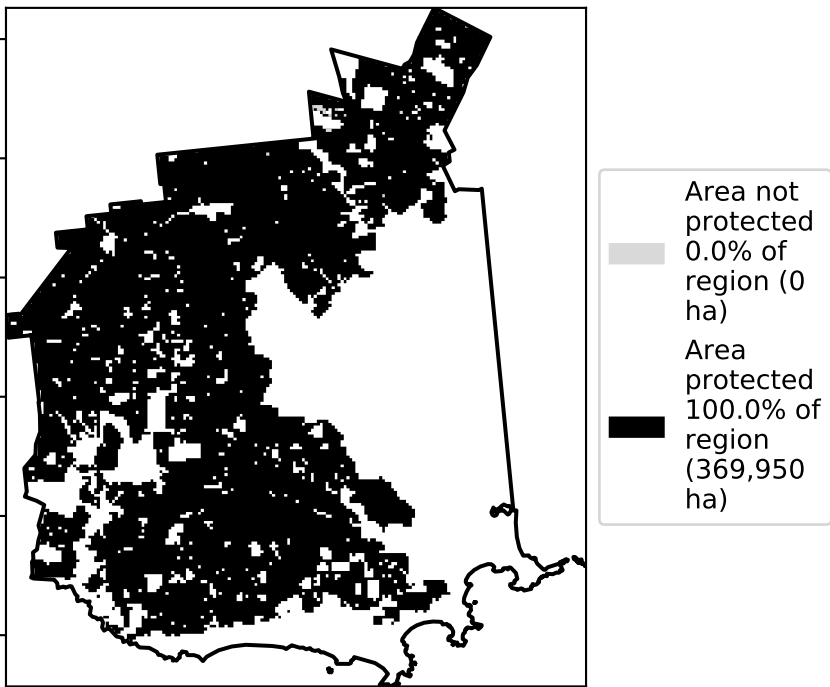 Area not
protected
0.0% of
region (0
ha)
Area
protected
100.0% of
region
(369,950
ha)